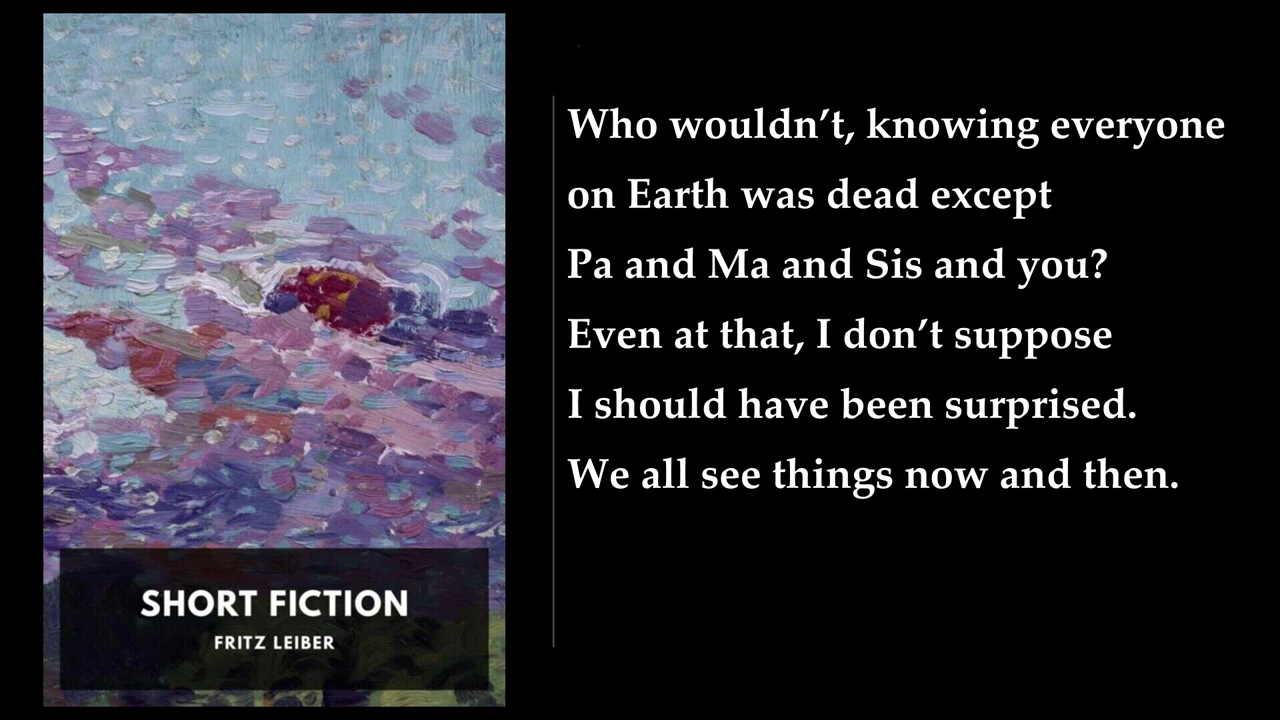 Who wouldn’t, knowing everyone
on Earth was dead except
Pa and Ma and Sis and you?
Even at that, I don’t suppose
I should have been surprised.
We all see things now and then.
SHORT FICTION
FRITZ LEIBER